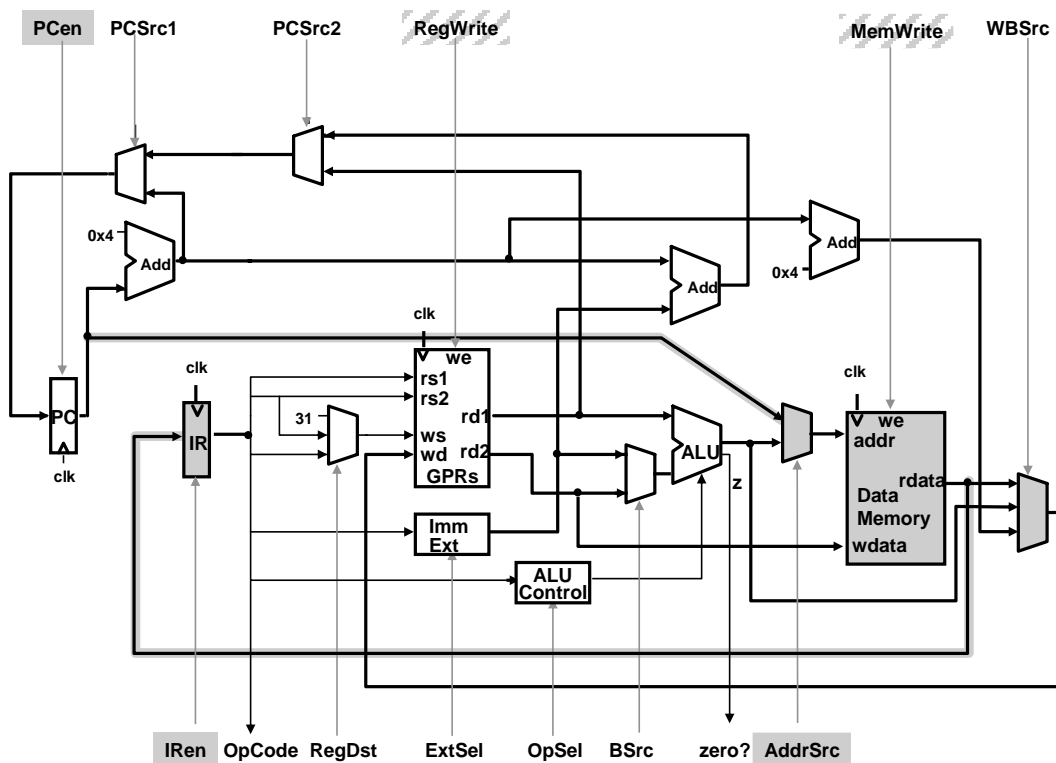 PCen PCSrc1 PCSrc2 RegWrite MemWrite WBSrc
0x4
Add
Add
0x4
Add
clk
we
rs1
rs2
rd1
ws
wd
rd2
GPRs
clk
PC
clk
IR
31
ALU
z
clk
we
addr
rdata
Data
Memory
wdata
Imm
Ext
ALU
Control
IRen OpCode RegDst ExtSel OpSel BSrc zero? AddrSrc